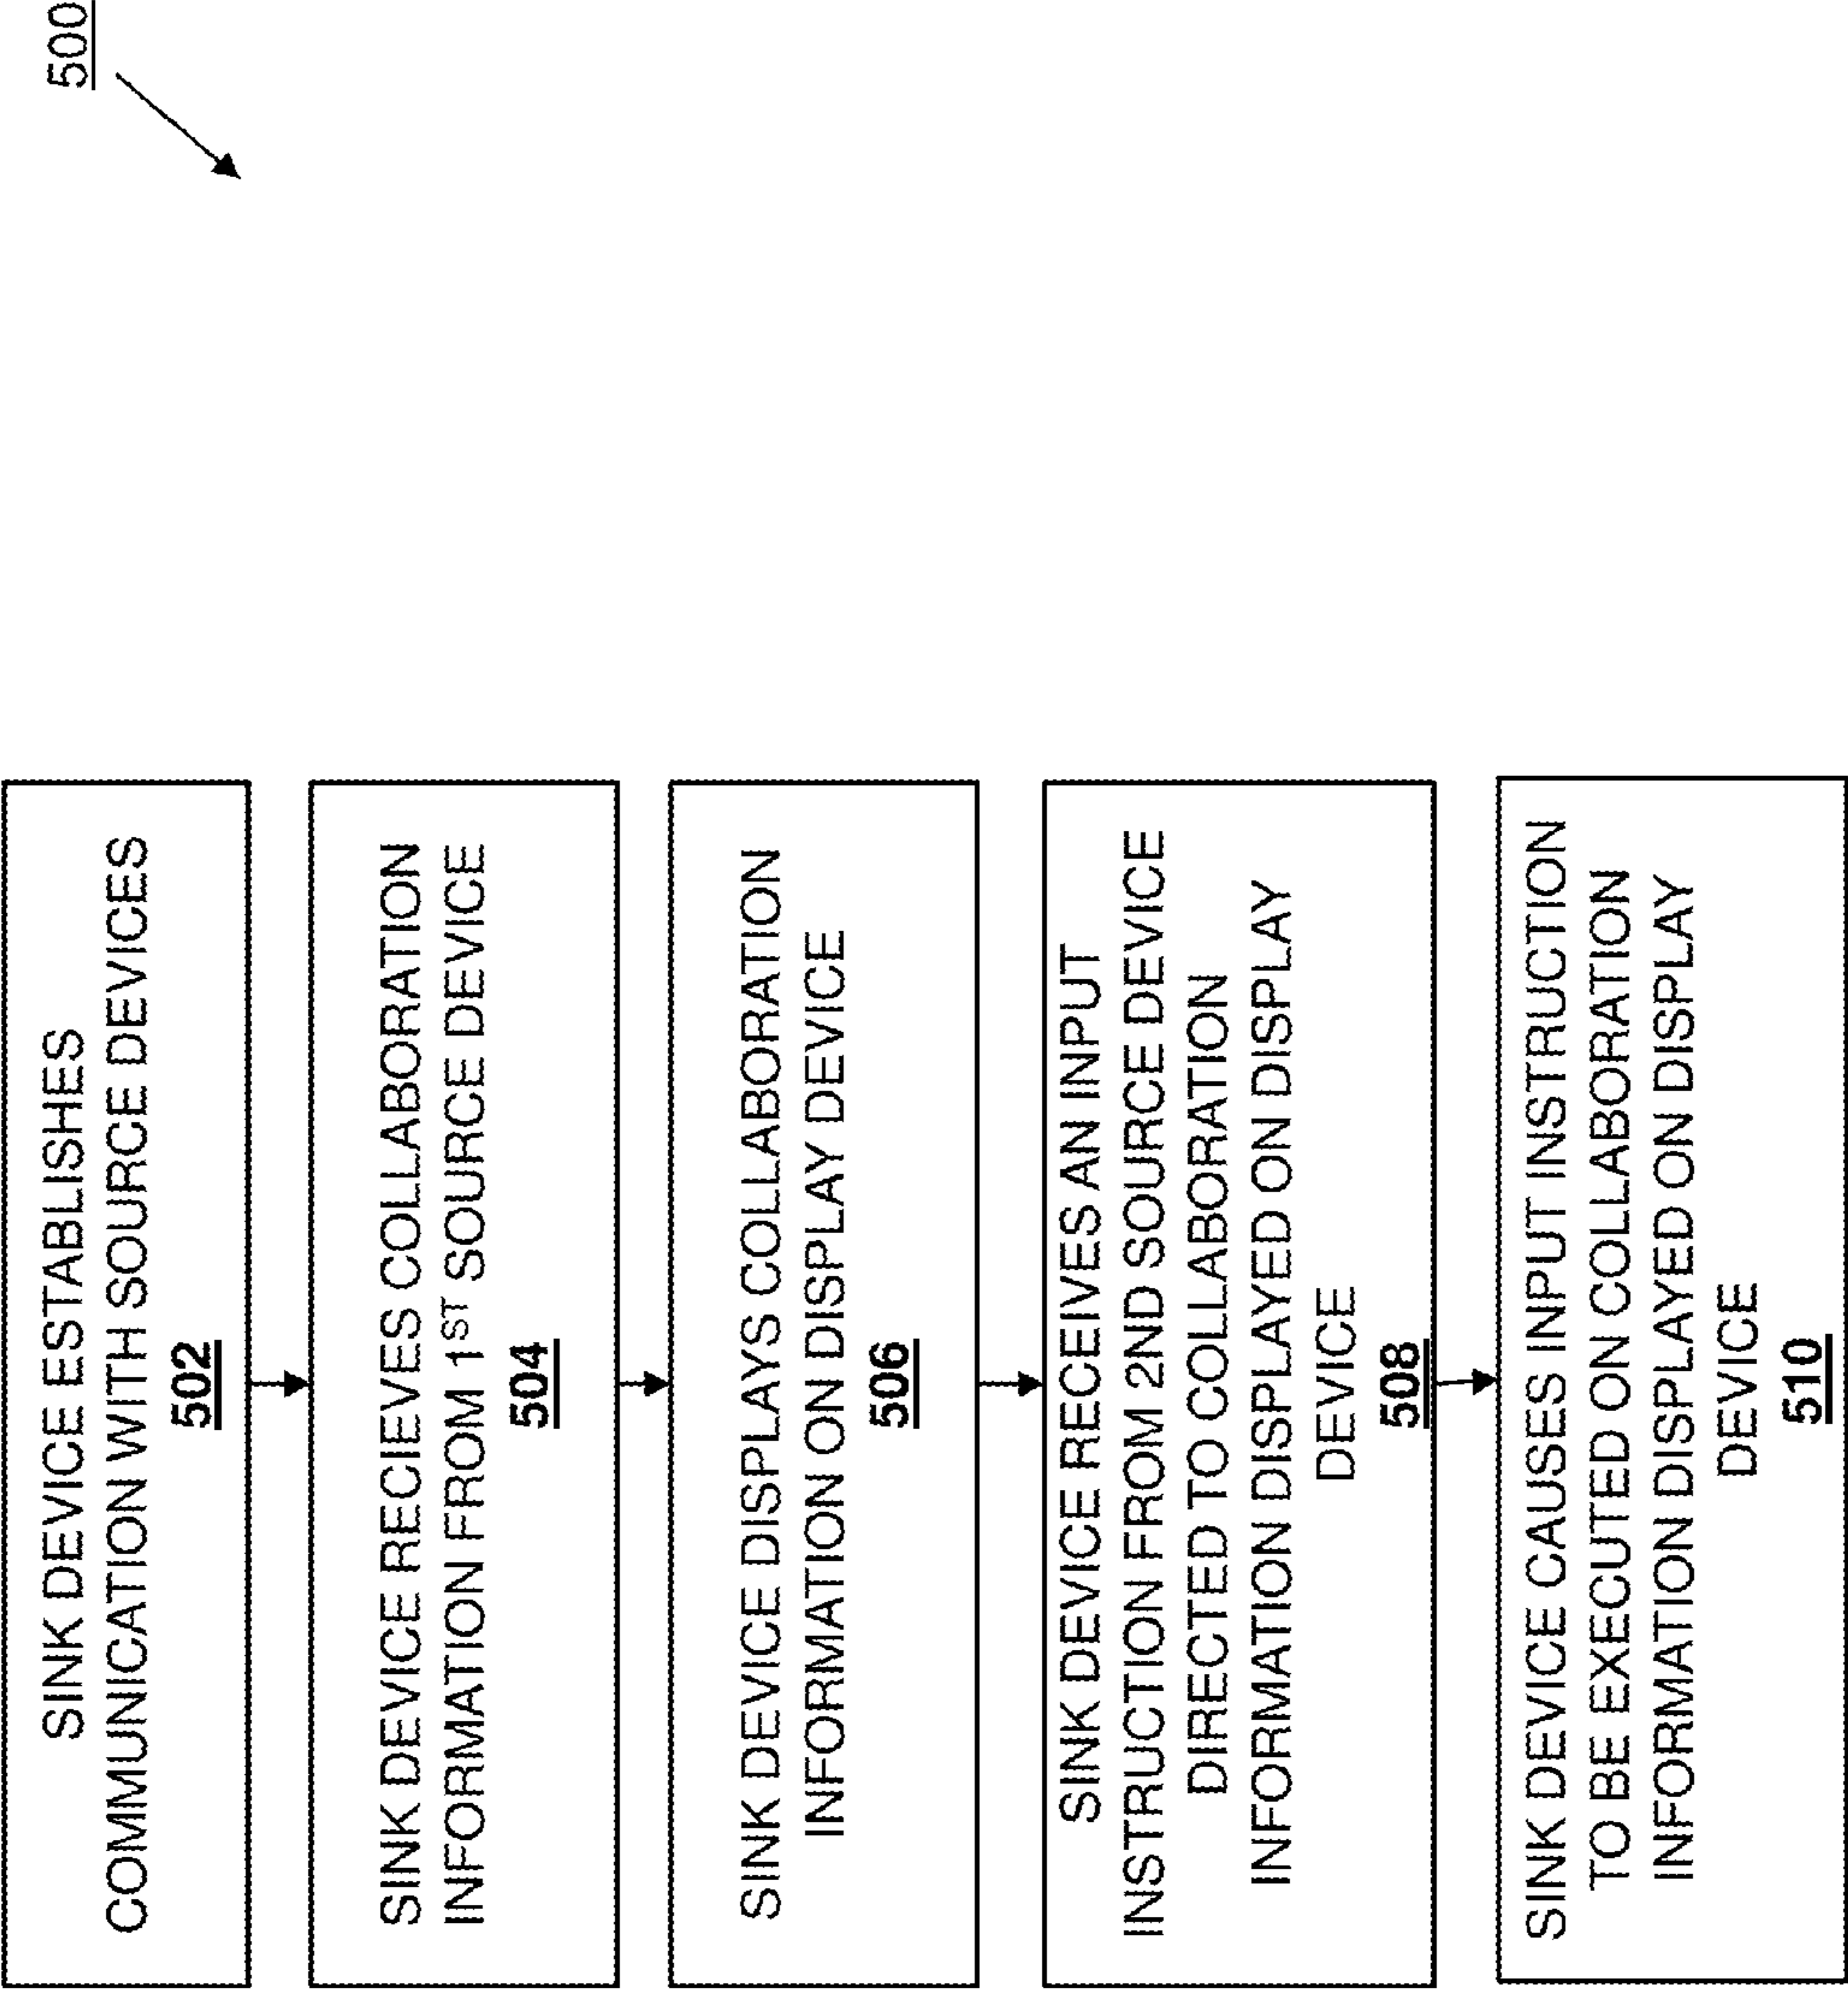 500
SINK DEVICE ESTABLISHES
COMMUNICATION WITH SOURCE DEVICES
502
SINK DEVICE RECIEVES COLLABORATION
INFORMATION FROM 1ST SOURCE DEVICE
504
SINK DEVICE DISPLAYS COLLABORATION
INFORMATION ON DISPLAY DEVICE
506
SINK DEVICE RECEIVES AN INPUT
INSTRUCTION FROM 2ND SOURCE DEVICE
DIRECTED TO COLLABORATION
INFORMATION DISPLAYED ON DISPLAY
DEVICE
508
SINK DEVICE CAUSES INPUT INSTRUCTION
TO BE EXECUTED ON COLLABORATION
INFORMATION DISPLAYED ON DISPLAY
DEVICE
510